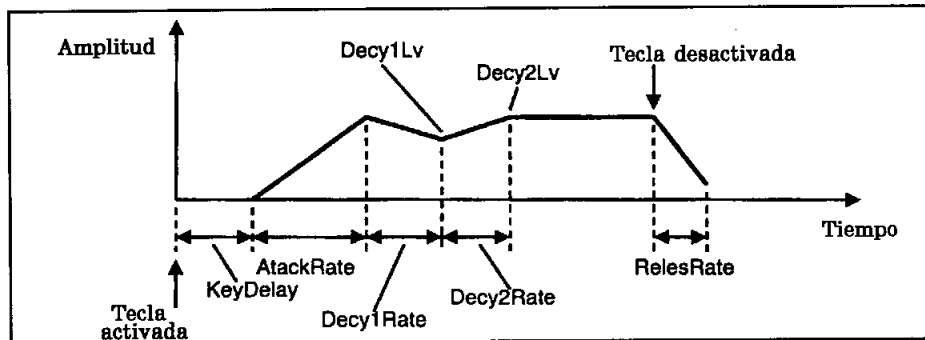 Amplitud
Decy1Lv
Decy2Lv
Tecla desactivada
Tiempo
AtackRate
KeyDelay
Decy1Rate
Decy2Rate
RelesRate
Tecla
activada